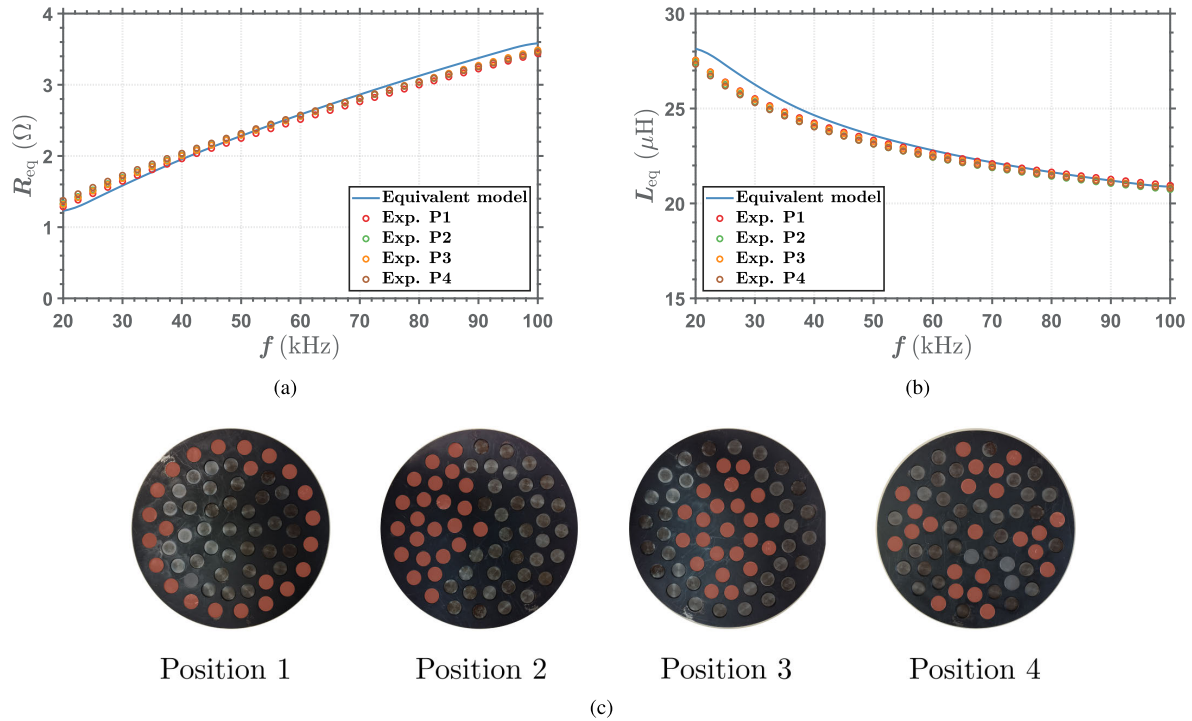 4
3
2
1
0
R_eq (Ω)
Equivalent model
Exp. P1
Exp. P2
Exp. P3
Exp. P4
20 30 40 50 60 70 80 90 100
f (kHz)
(a)
30
25
20
15
L_eq (μH)
Equivalent model
Exp. P1
Exp. P2
Exp. P3
Exp. P4
20 30 40 50 60 70 80 90 100
f (kHz)
(b)
Position 1 Position 2 Position 3 Position 4
(c)